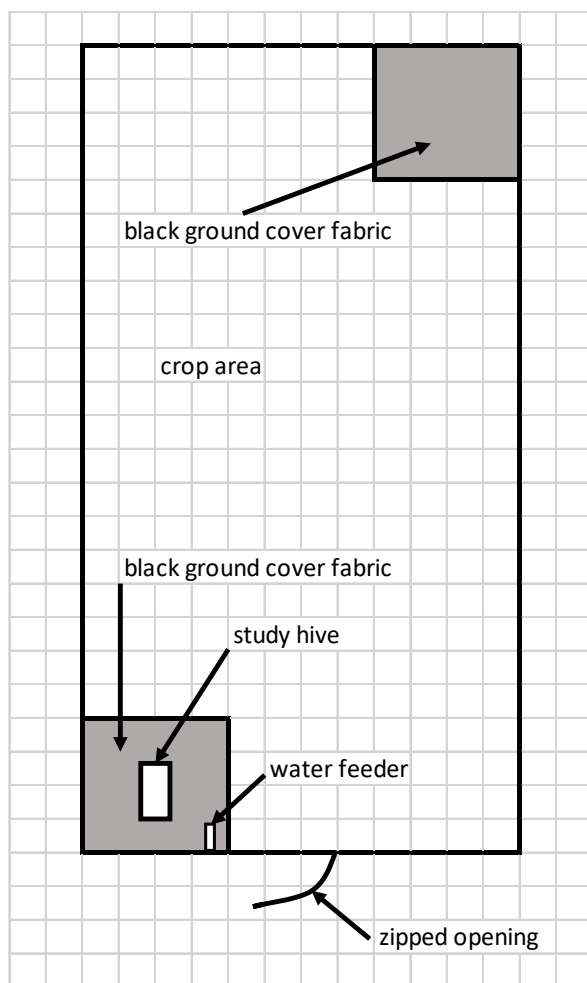 black ground cover fabric
crop area
black ground cover fabric
study hive
water feeder
zipped opening